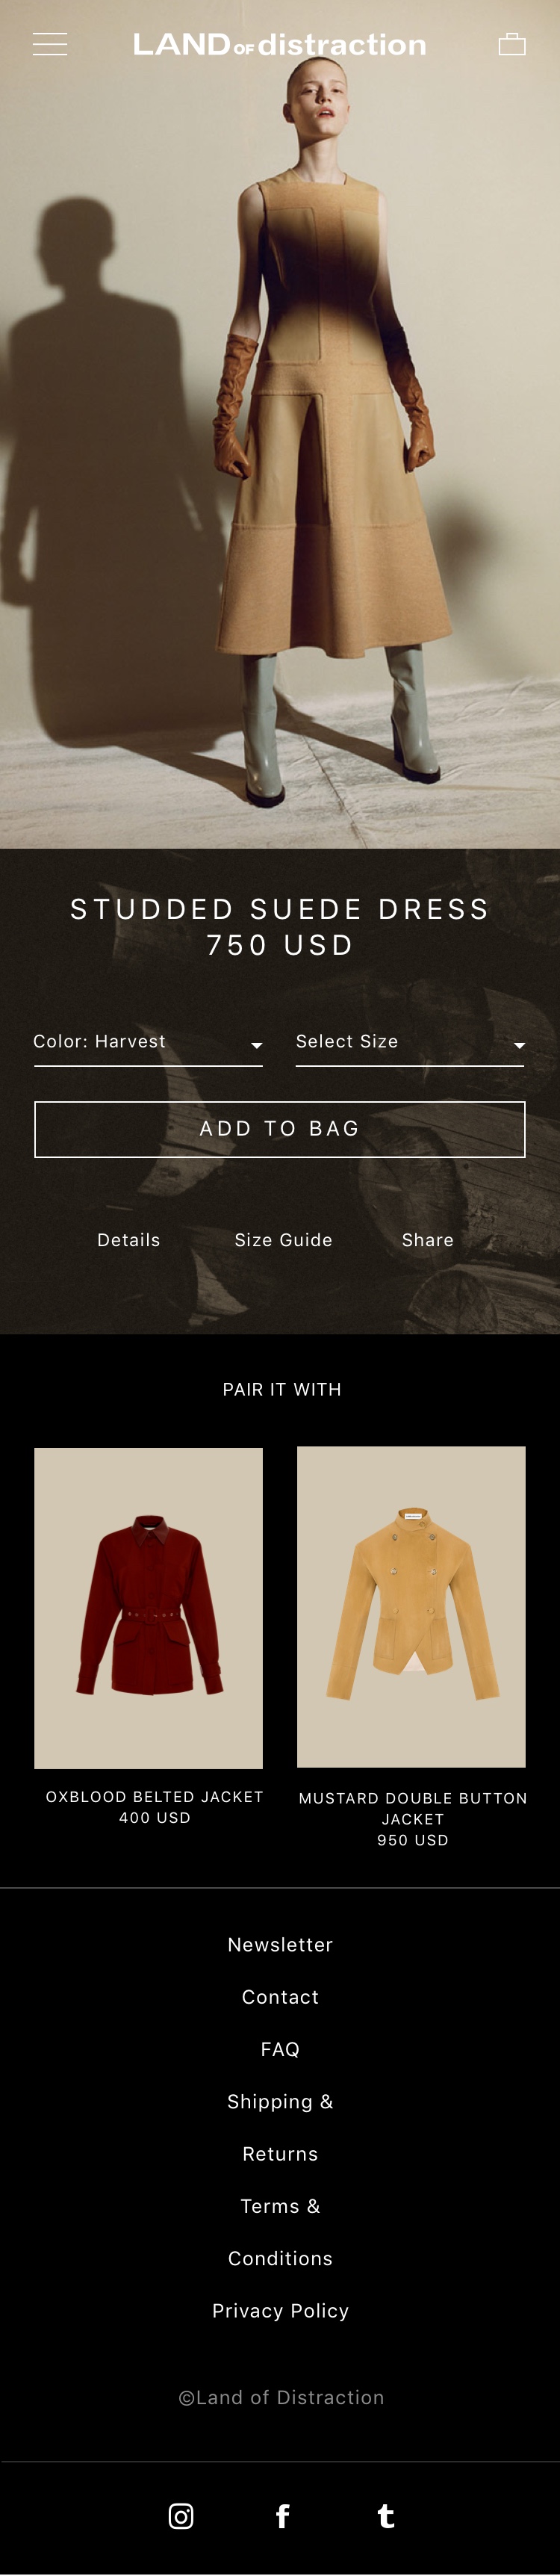 LAND OF distraction
STUDDED SUEDE DRESS
750 USD
Color: Harvest
Select Size
ADD TO BAG
Details
Size Guide
Share
PAIR IT WITH
OXBLOOD BELTED JACKET
400 USD
MUSTARD DOUBLE BUTTON
JACKET
950 USD
Newsletter
Contact
FAQ
Shipping &
Returns
Terms &
Conditions
Privacy Policy
©Land of Distraction